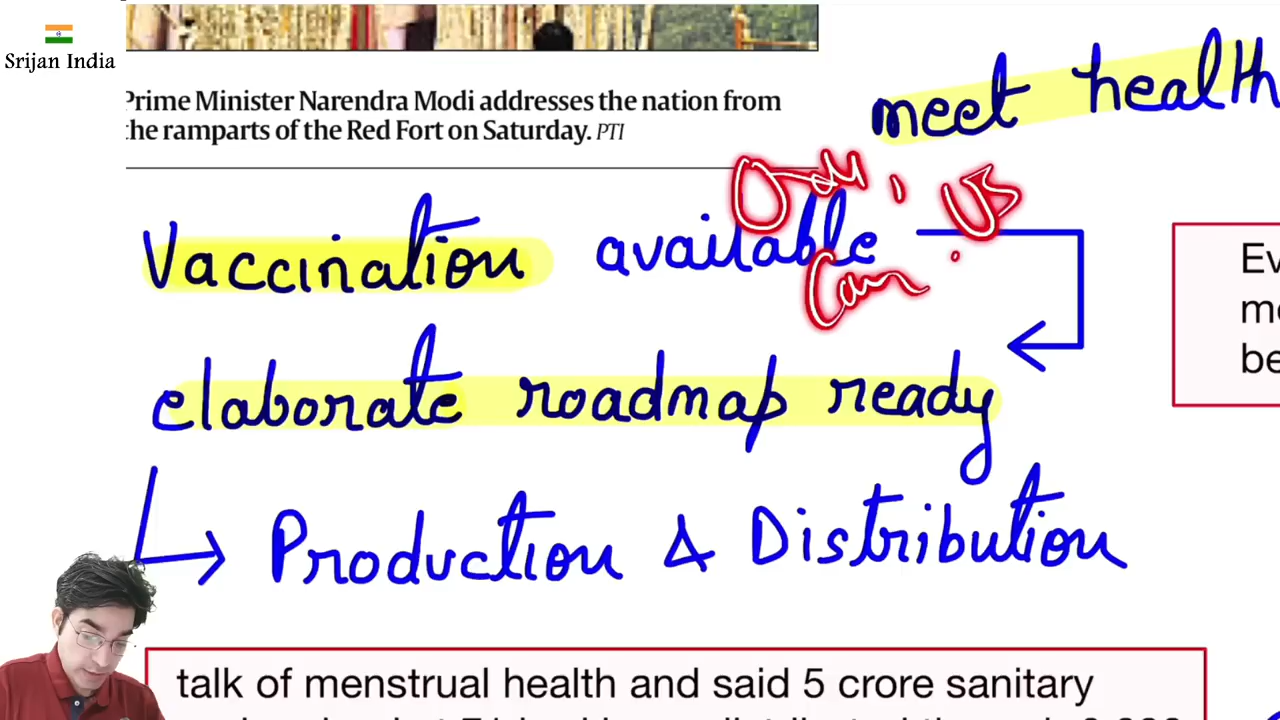 Srijan India
Prime Minister Narendra Modi addresses the nation from
the ramparts of the Red Fort on Saturday. PTI
meet health
Vaccination available
US
elaborate roadmap ready
Production & Distribution
Ev
mo
be
talk of menstrual health and said 5 crore sanitary